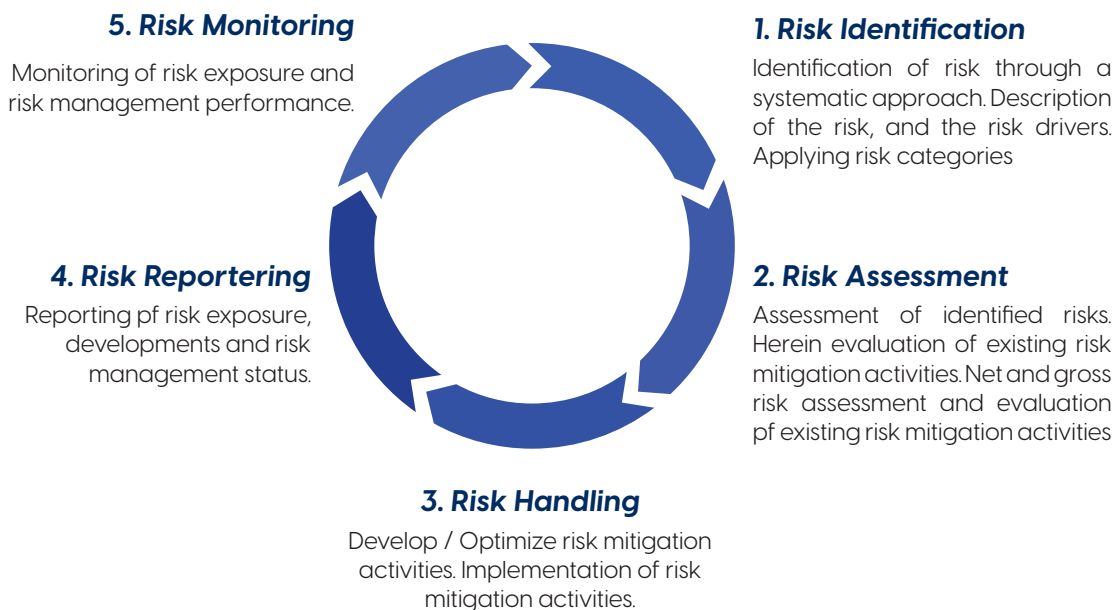 1. Risk Identification
Identification of risk through a
systematic approach. Description
of the risk, and the risk drivers.
Applying risk categories
2. Risk Assessment
Assessment of identified risks.
Herein evaluation of existing risk
mitigation activities. Net and gross
risk assessment and evaluation
pf existing risk mitigation activities
3. Risk Handling
Develop / Optimize risk mitigation
activities. Implementation of risk
mitigation activities.
4. Risk Reportering
Reporting pf risk exposure,
developments and risk
management status.
5. Risk Monitoring
Monitoring of risk exposure and
risk management performance.